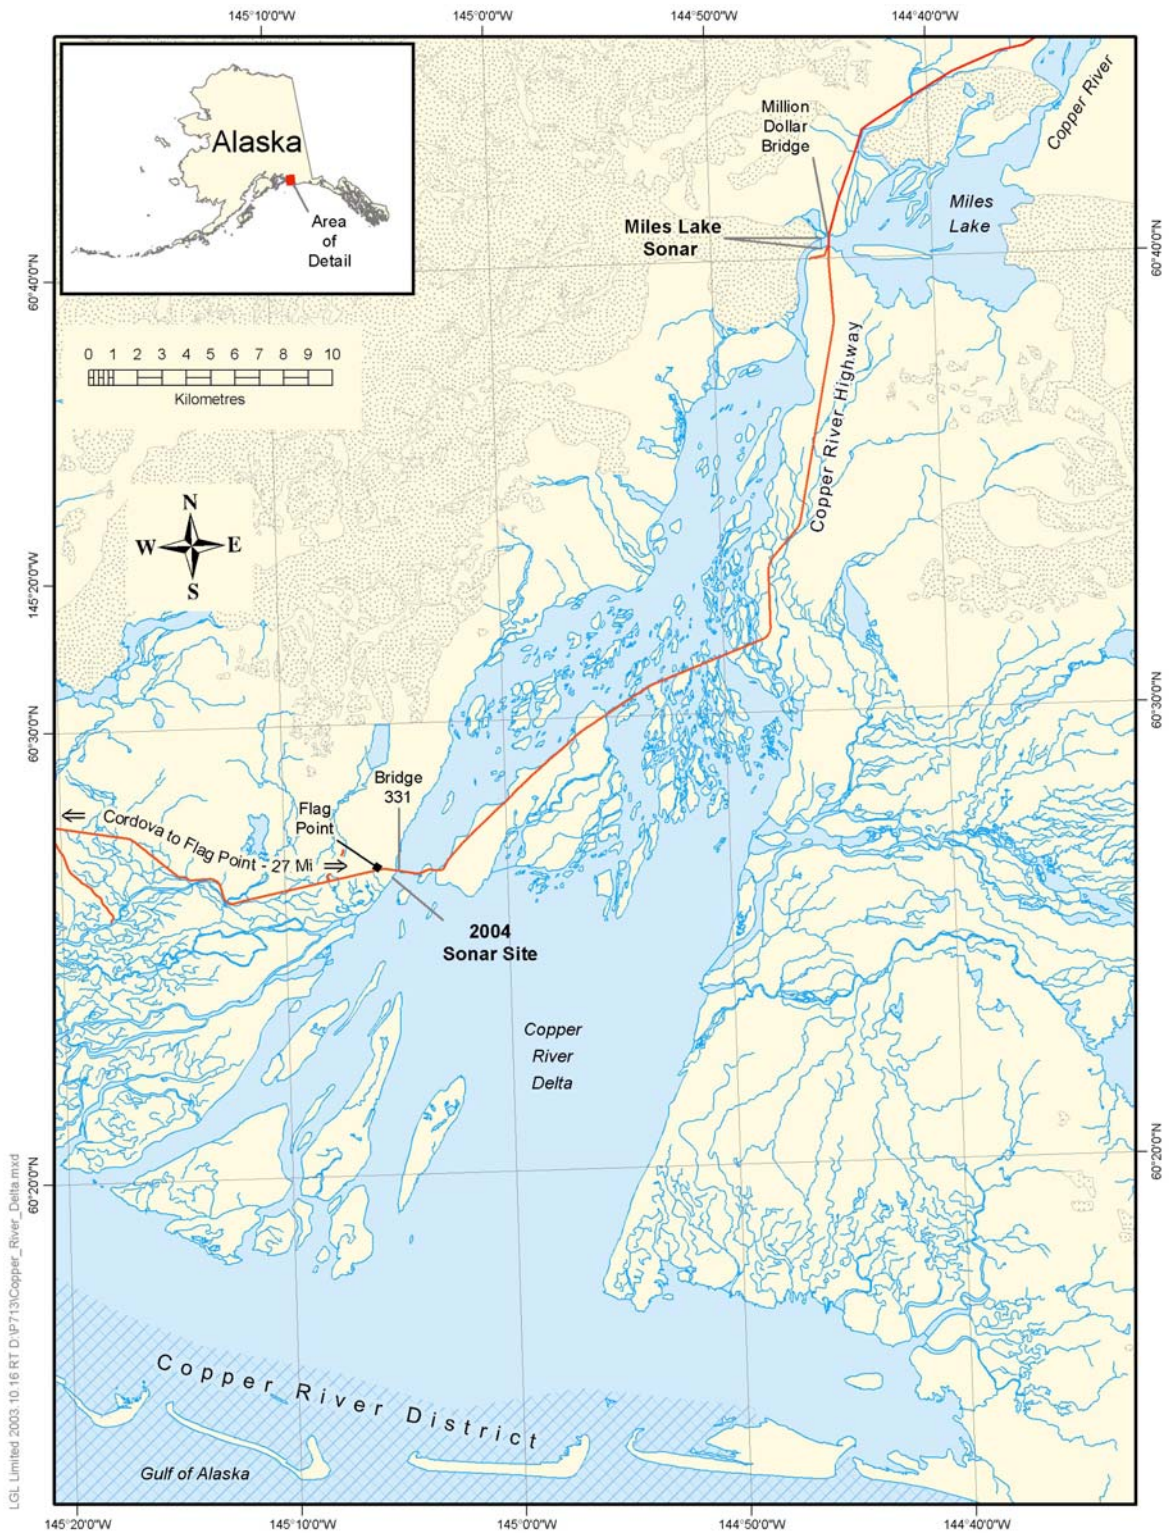 145°10'0"W
145°0'0"W
144°50'0"W
144°40'0"W
Alaska
Area
of
Detail
Million
Dollar
Bridge
Copper River
Miles
Lake
Miles Lake
Sonar
60°40'0"N
60°40'0"N
0 1 2 3 4 5 6 7 8 9 10
Kilometres
Copper River Highway
N
W E
S
145°20'0"W
60°30'0"N
60°30'0"N
Bridge
331
Flag
Point
Cordova to Flag Point - 27 Mi
2004
Sonar Site
Copper
River
Delta
60°20'0"N
60°20'0"N
Copper River District
Gulf of Alaska
LGL Limited 2003.10.16 RT D:\P713\Copper_River_Delta.mxd
145°20'0"W
145°10'0"W
145°0'0"W
144°50'0"W
144°40'0"W